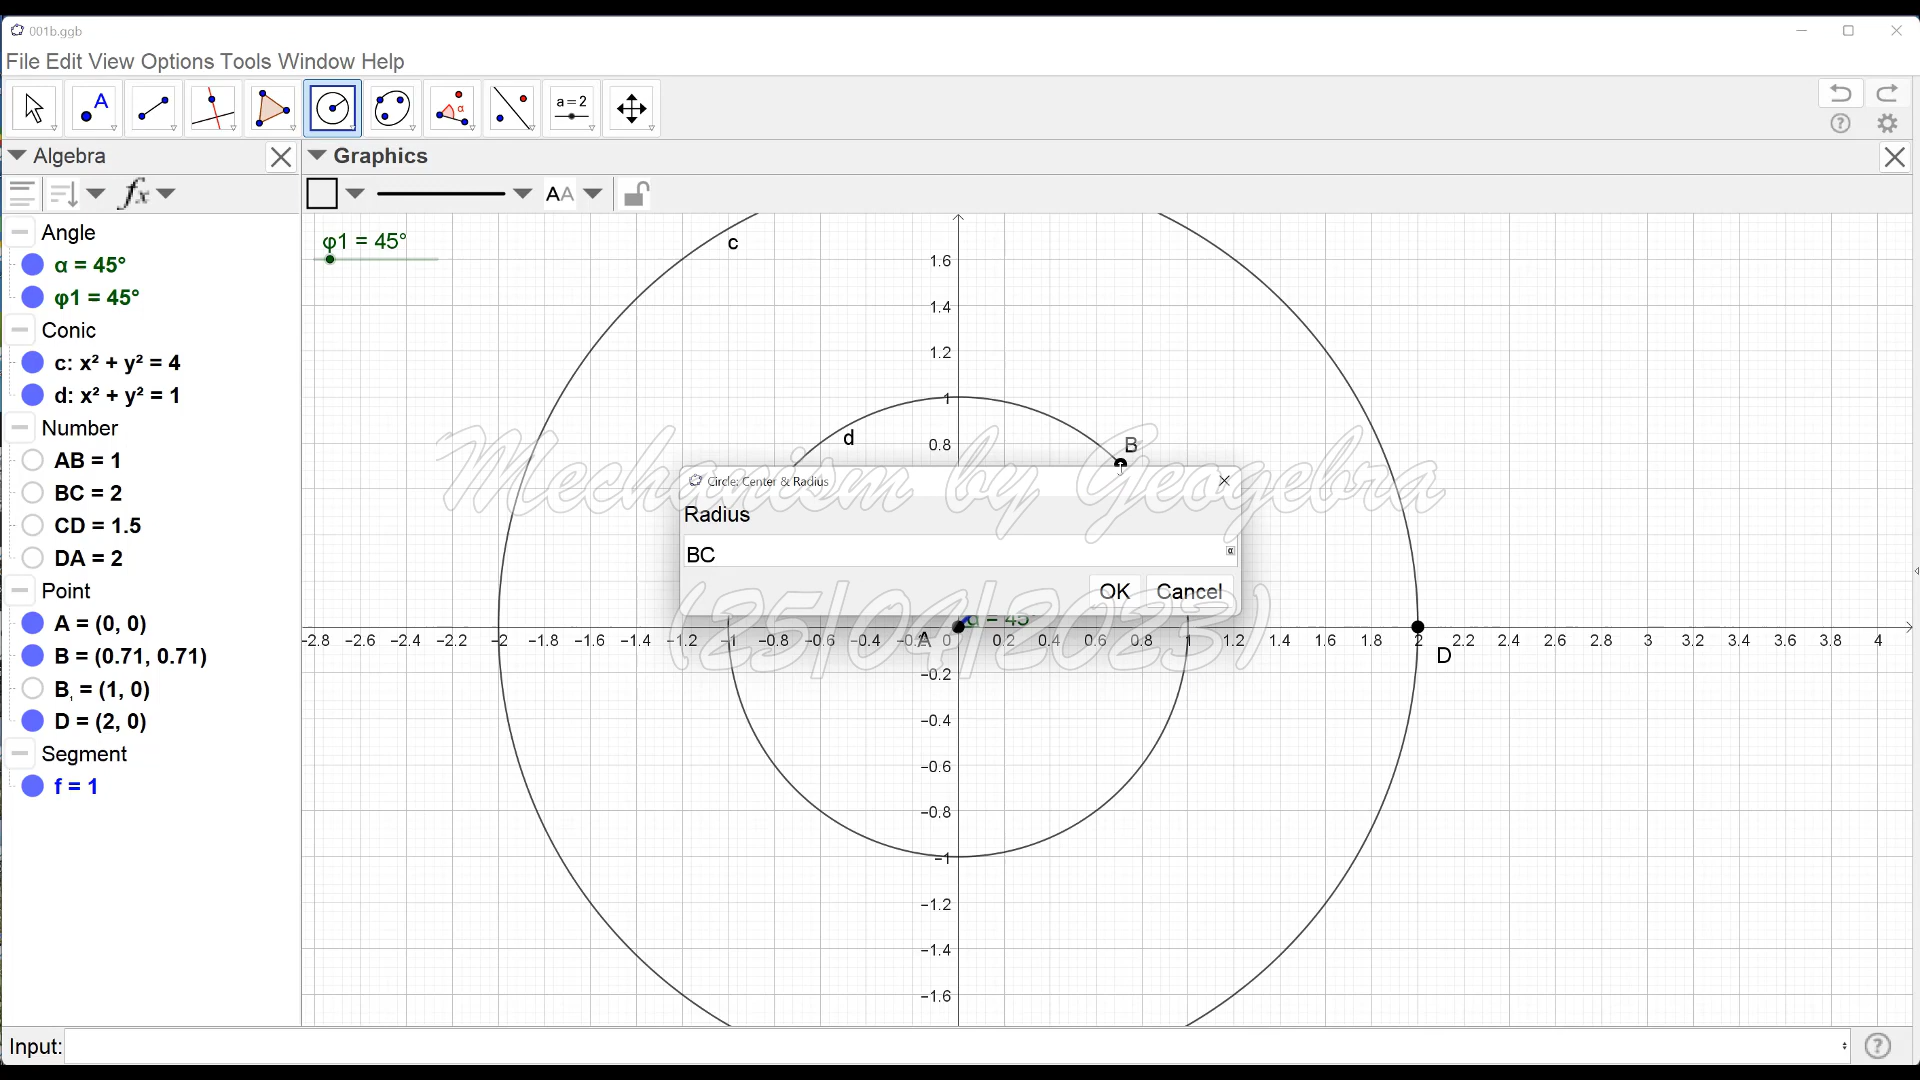 001b.ggb
File Edit View Options Tools Window Help
A
α
a = 2
Algebra
Graphics
fx
AA
Angle
α = 45°
φ1 = 45°
Conic
c: x² + y² = 4
d: x² + y² = 1
Number
AB = 1
BC = 2
CD = 1.5
DA = 2
Point
A = (0, 0)
B = (0.71, 0.71)
B, = (1, 0)
D = (2, 0)
Segment
f = 1
φ1 = 45°
c
1.6
1.4
1.2
1
d
0.8
B
Mechanism by Geogebra
Circle: Center & Radius
Radius
BC
α
OK Cancel
(25|04|2023)
α = 45°
A
D
–2.8 –2.6 –2.4 –2.2 –2 –1.8 –1.6 –1.4 –1.2 –1 –0.8 –0.6 –0.4 –0.2 0 0.2 0.4 0.6 0.8 1 1.2 1.4 1.6 1.8 2 2.2 2.4 2.6 2.8 3 3.2 3.4 3.6 3.8 4
–0.2
–0.4
–0.6
–0.8
–1
–1.2
–1.4
–1.6
Input: